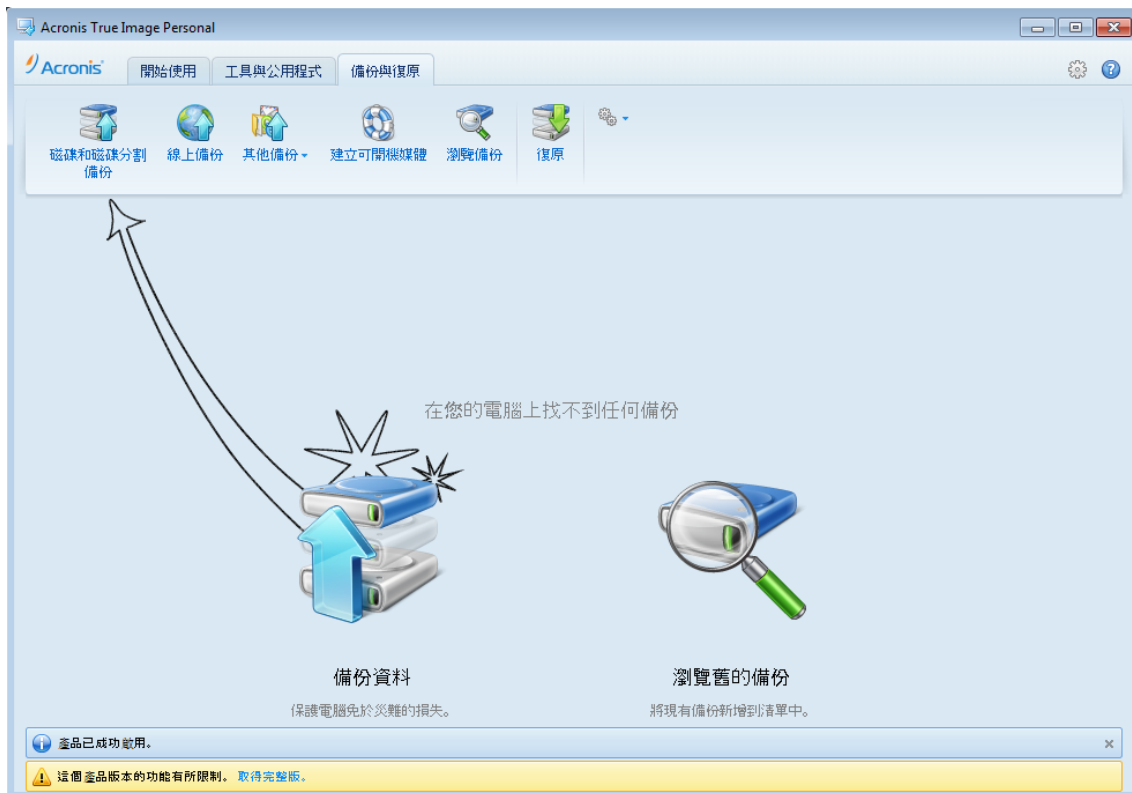 Acronis True Image Personal
Acronis
開始使用
工具與公用程式
備份與復原
磁碟和磁碟分割
備份
線上備份
其他備份
建立可開機媒體
瀏覽備份
復原
在您的電腦上找不到任何備份
備份資料
瀏覽舊的備份
保護電腦免於災難的損失。
將現有備份新增到清單中。
產品已成功啟用。
這個產品版本的功能有所限制。 取得完整版。